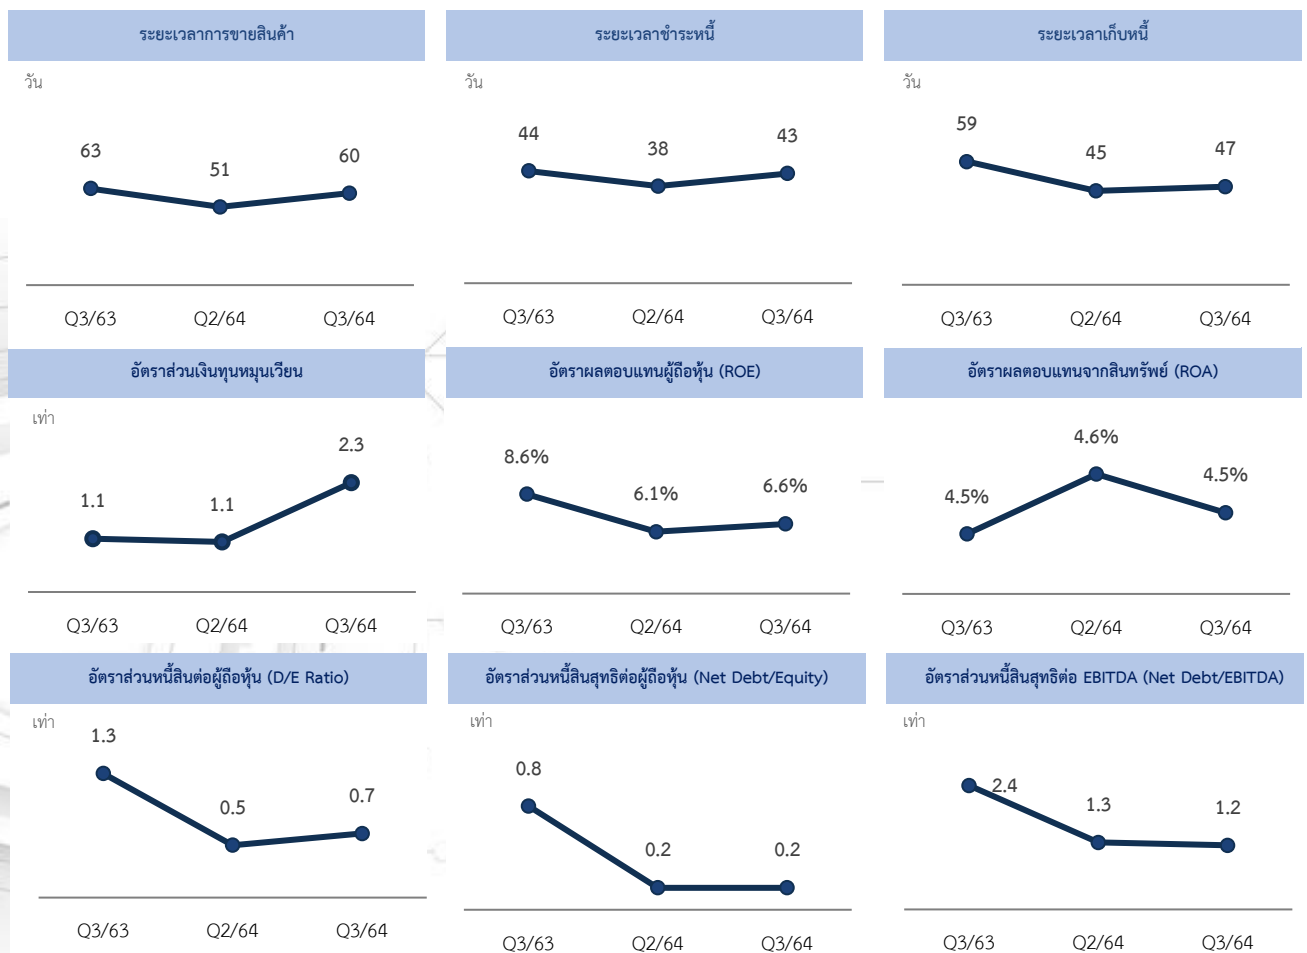 ระยะเวลาการขายสินค้า
วัน
63
51
60
Q3/63 Q2/64 Q3/64
ระยะเวลาชำระหนี้
วัน
44
38
43
Q3/63 Q2/64 Q3/64
ระยะเวลาเก็บหนี้
วัน
59
45
47
Q3/63 Q2/64 Q3/64
อัตราส่วนเงินทุนหมุนเวียน
เท่า
1.1
1.1
2.3
Q3/63 Q2/64 Q3/64
อัตราผลตอบแทนผู้ถือหุ้น (ROE)
8.6%
6.1%
6.6%
Q3/63 Q2/64 Q3/64
อัตราผลตอบแทนจากสินทรัพย์ (ROA)
4.5%
4.6%
4.5%
Q3/63 Q2/64 Q3/64
อัตราส่วนหนี้สินต่อผู้ถือหุ้น (D/E Ratio)
เท่า
1.3
0.5
0.7
Q3/63 Q2/64 Q3/64
อัตราส่วนหนี้สินสุทธิต่อผู้ถือหุ้น (Net Debt/Equity)
เท่า
0.8
0.2
0.2
Q3/63 Q2/64 Q3/64
อัตราส่วนหนี้สินสุทธิต่อ EBITDA (Net Debt/EBITDA)
เท่า
2.4
1.3
1.2
Q3/63 Q2/64 Q3/64